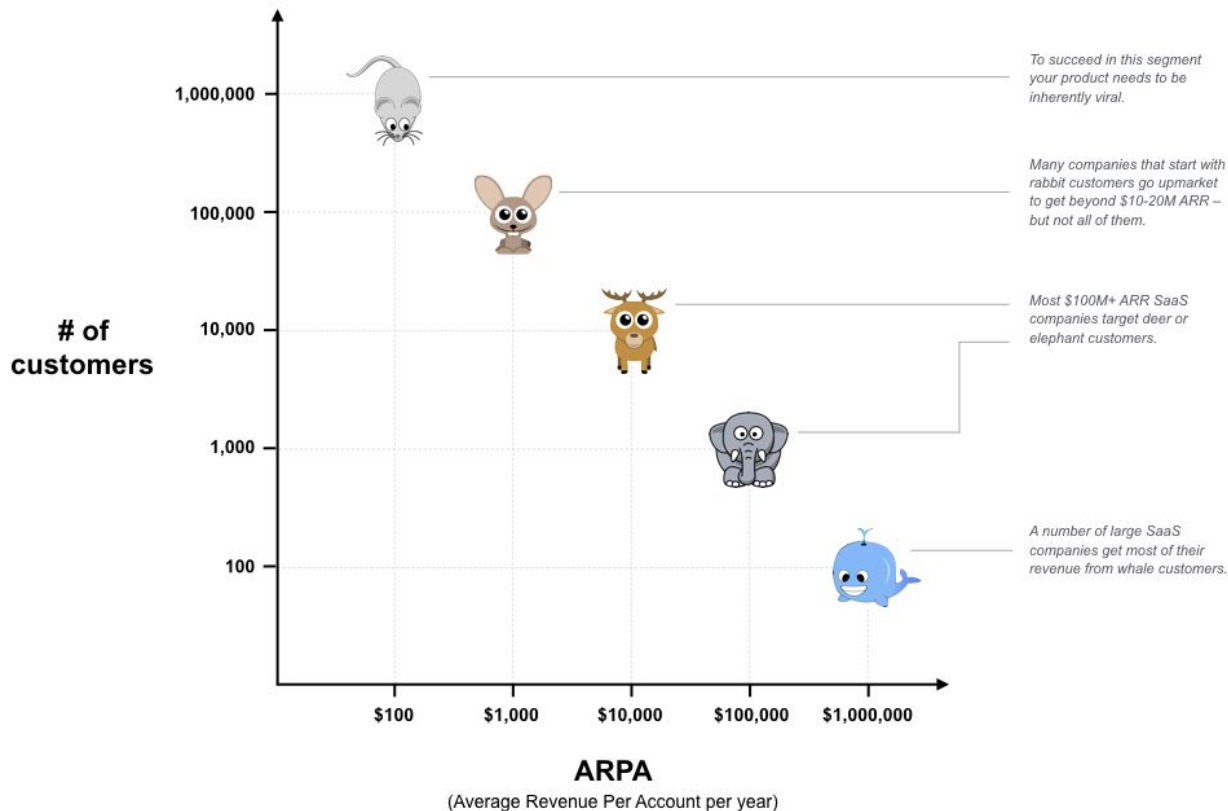 To succeed in this segment
your product needs to be
inherently viral.
1,000,000
Many companies that start with
rabbit customers go upmarket
to get beyond $10-20M ARR –
but not all of them.
100,000
Most $100M+ ARR SaaS
companies target deer or
elephant customers.
10,000
# of
customers
1,000
A number of large SaaS
companies get most of their
revenue from whale customers.
100
$100 $1,000 $10,000 $100,000 $1,000,000
ARPA
(Average Revenue Per Account per year)